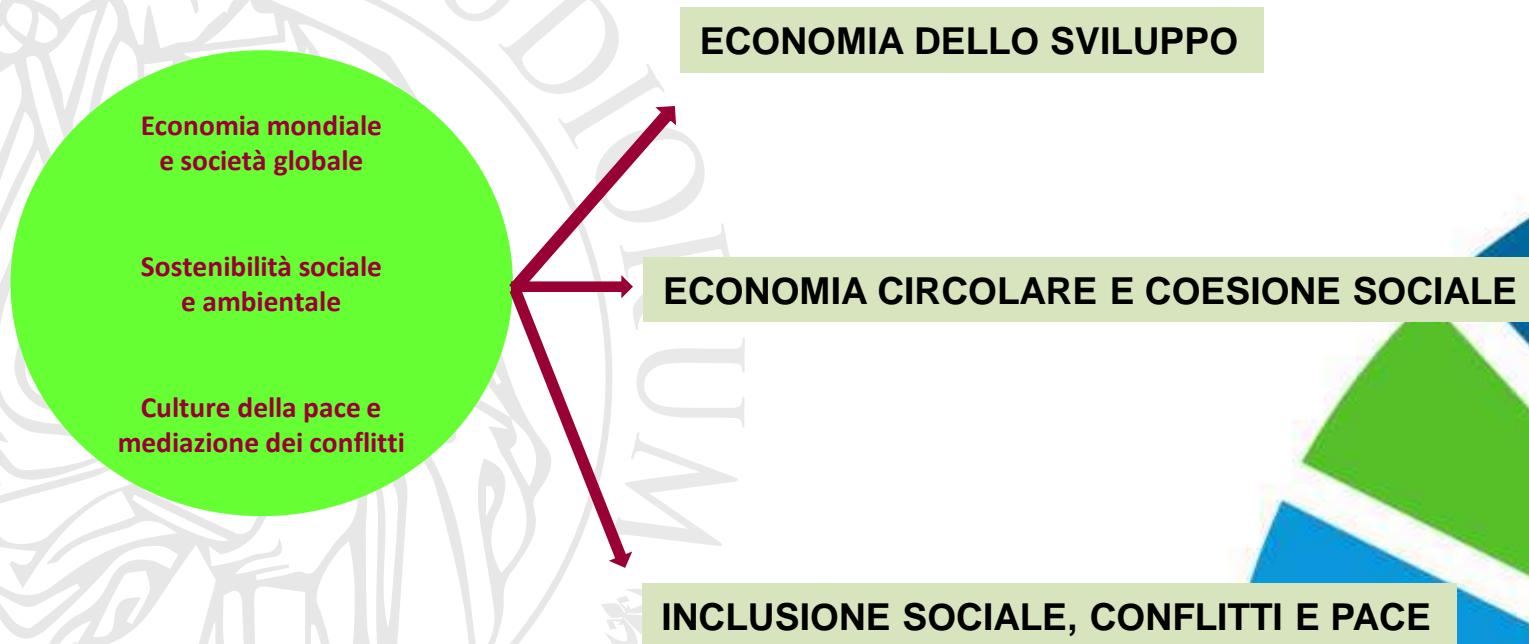 ECONOMIA DELLO SVILUPPO
Economia mondiale
e società globale
Sostenibilità sociale
e ambientale
ECONOMIA CIRCOLARE E COESIONE SOCIALE
Culture della pace e
mediazione dei conflitti
INCLUSIONE SOCIALE, CONFLITTI E PACE
UDIORUM